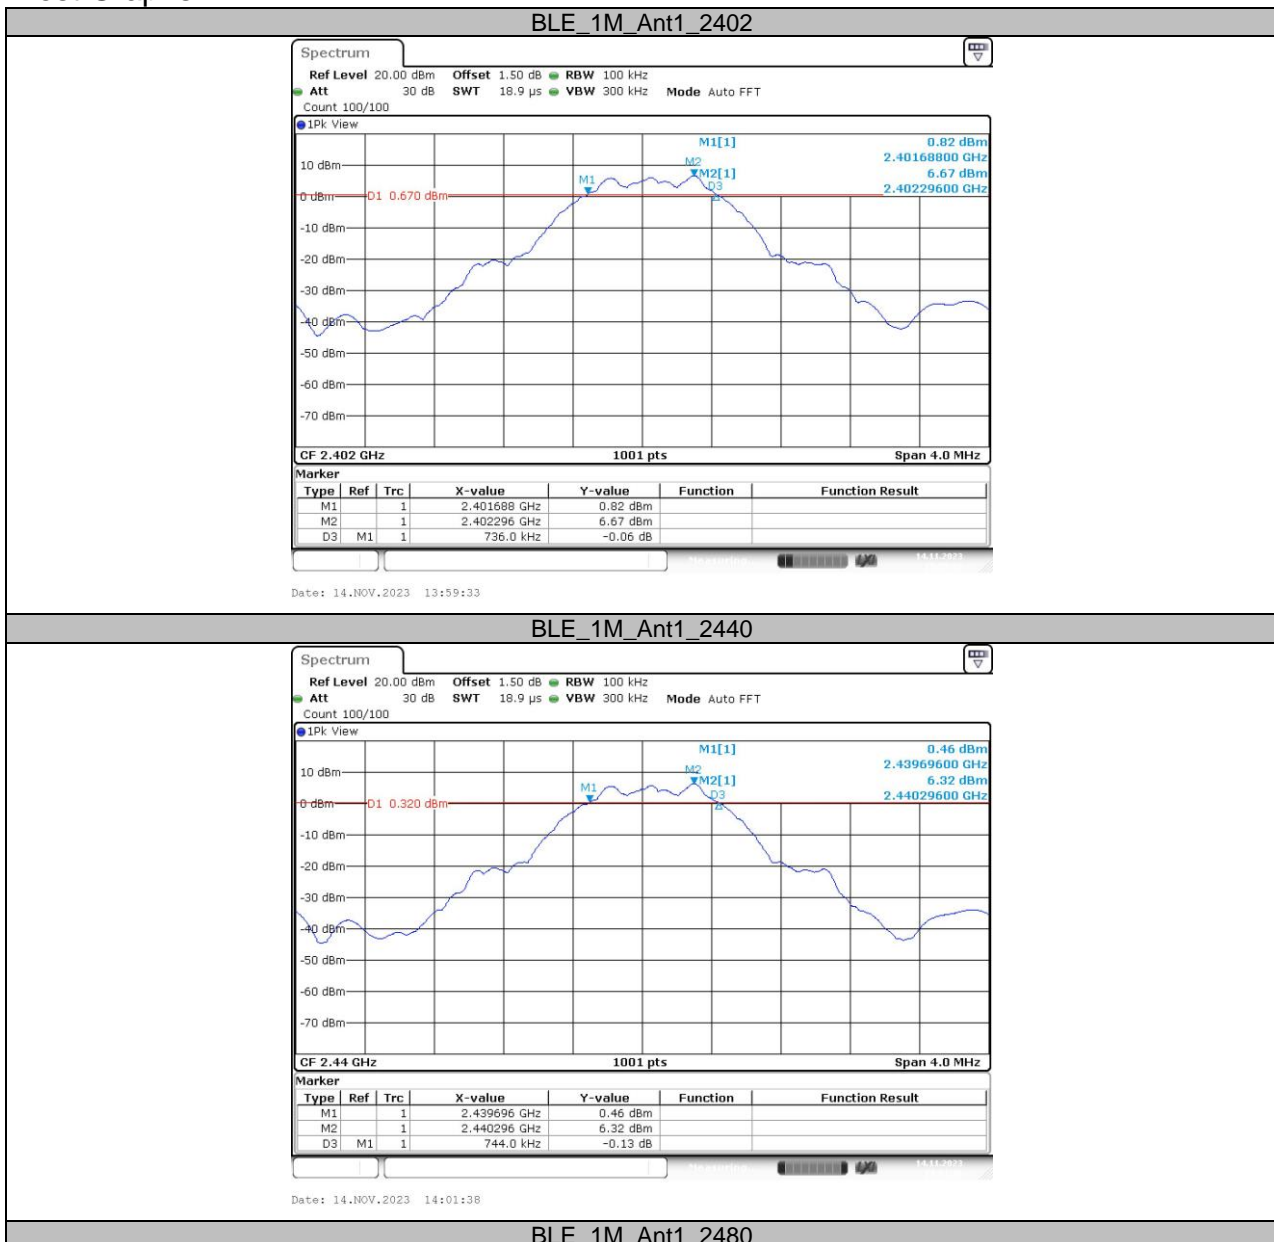 BLE_1M_Ant1_2402
Spectrum
Ref Level 20.00 dBm Offset 1.50 dB RBW 100 kHz
Att 30 dB SWT 18.9 µs VBW 300 kHz Mode Auto FFT
Count 100/100
1Pk View
M1[1] 0.82 dBm
2.40168800 GHz
M2[1] 6.67 dBm
2.40229600 GHz
M1
M2
D3
D1 0.670 dBm
10 dBm
0 dBm
-10 dBm
-20 dBm
-30 dBm
-40 dBm
-50 dBm
-60 dBm
-70 dBm
CF 2.402 GHz 1001 pts Span 4.0 MHz
Marker
Type Ref Trc X-value Y-value Function Function Result
M1 1 2.401688 GHz 0.82 dBm
M2 1 2.402296 GHz 6.67 dBm
D3 M1 1 736.0 kHz -0.06 dB
14.11.2023
Date: 14.NOV.2023 13:59:33
BLE_1M_Ant1_2440
Spectrum
Ref Level 20.00 dBm Offset 1.50 dB RBW 100 kHz
Att 30 dB SWT 18.9 µs VBW 300 kHz Mode Auto FFT
Count 100/100
1Pk View
M1[1] 0.46 dBm
2.43969600 GHz
M2[1] 6.32 dBm
2.44029600 GHz
M1
M2
D3
D1 0.320 dBm
10 dBm
0 dBm
-10 dBm
-20 dBm
-30 dBm
-40 dBm
-50 dBm
-60 dBm
-70 dBm
CF 2.44 GHz 1001 pts Span 4.0 MHz
Marker
Type Ref Trc X-value Y-value Function Function Result
M1 1 2.439696 GHz 0.46 dBm
M2 1 2.440296 GHz 6.32 dBm
D3 M1 1 744.0 kHz -0.13 dB
14.11.2023
Date: 14.NOV.2023 14:01:38
BLE_1M_Ant1_2480